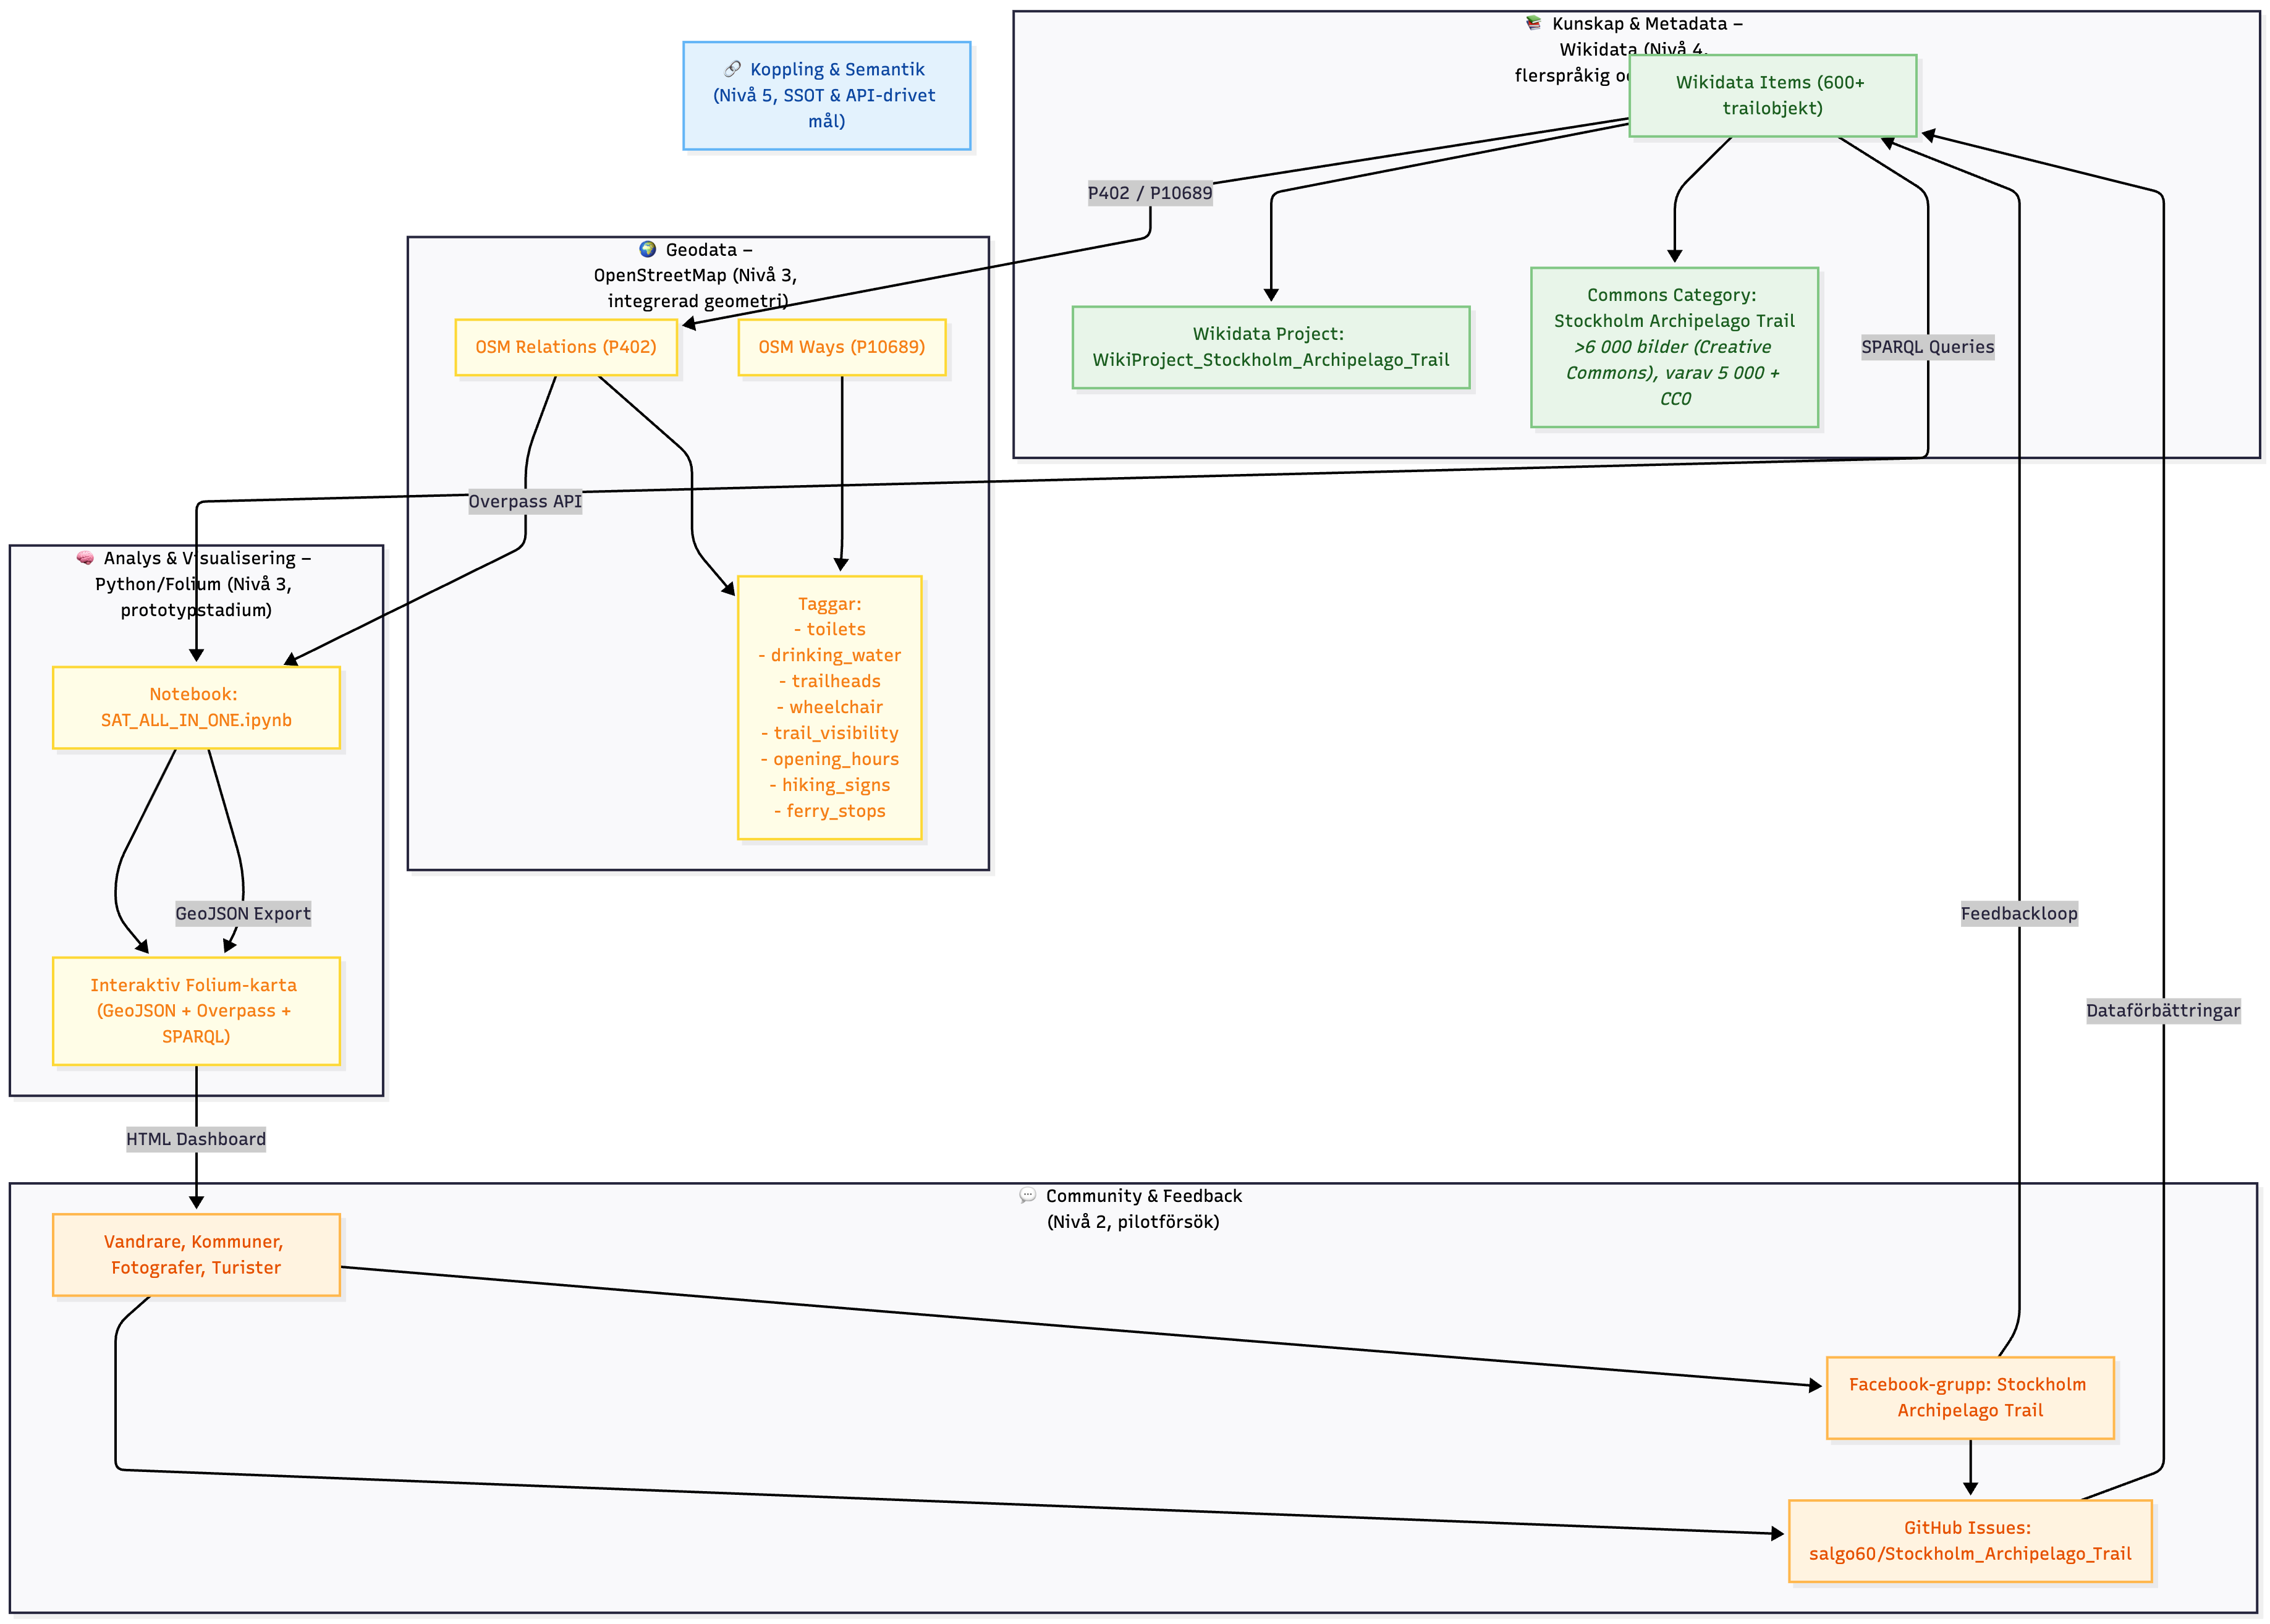 📚 Kunskap & Metadata –
Wikidata (Nivå 4,
flerspråkig
Wikidata Items (600+
trailobjekt)
🔗 Koppling & Semantik
(Nivå 5, SSOT & API-drivet
mål)
P402 / P10689
🌍 Geodata –
OpenStreetMap (Nivå 3,
integrerad geometri)
OSM Relations (P402)
OSM Ways (P10689)
Wikidata Project:
WikiProject_Stockholm_Archipelago_Trail
Commons Category:
Stockholm Archipelago Trail
>6 000 bilder (Creative
Commons), varav 5 000 +
CC0
SPARQL Queries
Overpass API
🧠 Analys & Visualisering –
Python/Folium (Nivå 3,
prototypstadium)
Taggar:
- toilets
- drinking_water
- trailheads
- wheelchair
- trail_visibility
- opening_hours
- hiking_signs
- ferry_stops
Notebook:
SAT_ALL_IN_ONE.ipynb
GeoJSON Export
Feedbackloop
Interaktiv Folium-karta
(GeoJSON + Overpass +
SPARQL)
Dataförbättringar
HTML Dashboard
💬 Community & Feedback
(Nivå 2, pilotförsök)
Vandrare, Kommuner,
Fotografer, Turister
Facebook-grupp: Stockholm
Archipelago Trail
GitHub Issues:
salgo60/Stockholm_Archipelago_Trail